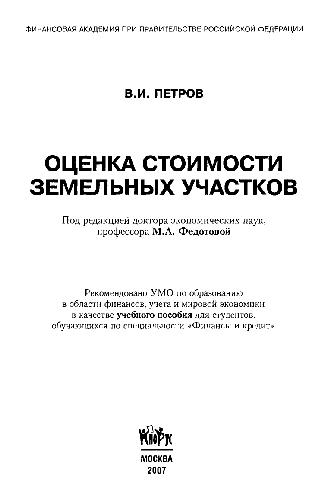 ФИНАНСОВАЯ АКАДЕМИЯ ПРИ ПРАВИТЕЛЬСТВЕ РОССИЙСКОЙ ФЕДЕРАЦИИ
В.И. ПЕТРОВ
ОЦЕНКА СТОИМОСТИ
ЗЕМЕЛЬНЫХ УЧАСТКОВ
Под редакцией доктора экономических наук,
профессора М.А. Федотовой
Рекомендовано УМО по образованию
в области финансов, учета и мировой экономики
в качестве учебного пособия для студентов,
обучающихся по специальности «Финансы и кредит»
КНОРУС
МОСКВА
2007